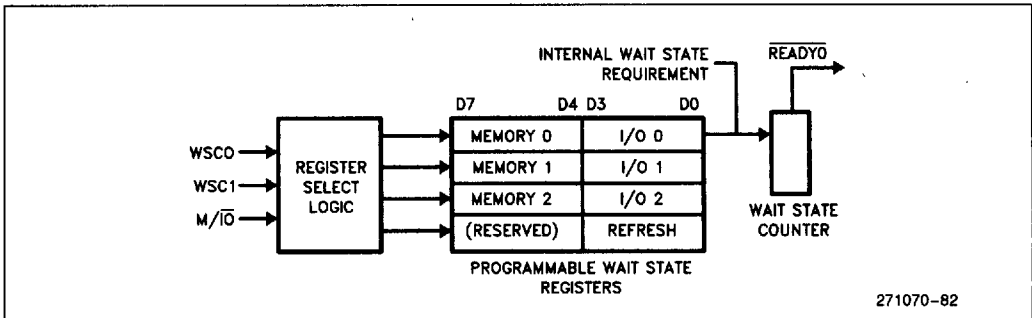 INTERNAL WAIT STATE
REQUIREMENT
READY0
D7 D4 D3 D0
WSC0
WSC1
M/IO
REGISTER
SELECT
LOGIC
MEMORY 0 I/O 0
MEMORY 1 I/O 1
MEMORY 2 I/O 2
(RESERVED) REFRESH
PROGRAMMABLE WAIT STATE
REGISTERS
WAIT STATE
COUNTER
271070-82